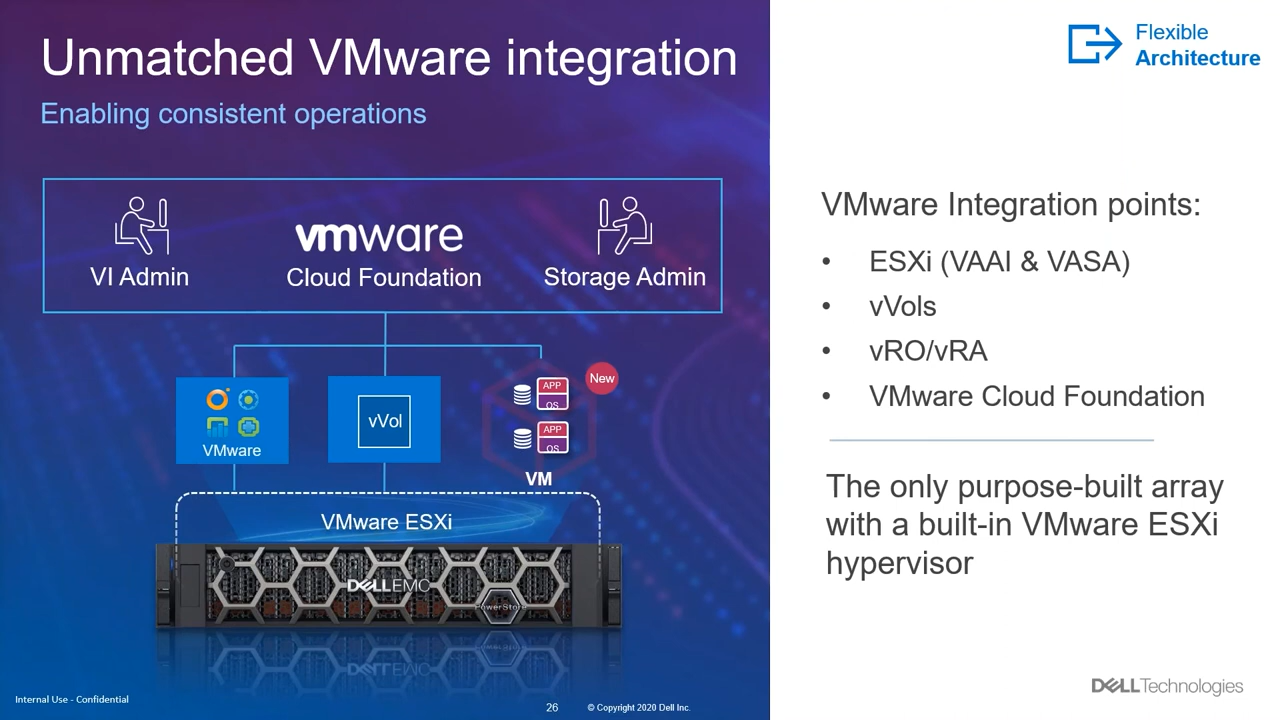 Unmatched VMware integration
Enabling consistent operations
Flexible
Architecture
VI Admin
vmware
Cloud Foundation
Storage Admin
VMware
vVol
New
APP
OS
APP
OS
VM
VMware ESXi
DELLEMC
PowerStore
DELLEMC
VMware Integration points:
• ESXi (VAAI & VASA)
• vVols
• vRO/vRA
• VMware Cloud Foundation
The only purpose-built array
with a built-in VMware ESXi
hypervisor
Internal Use - Confidential
26
© Copyright 2020 Dell Inc.
DELLTechnologies